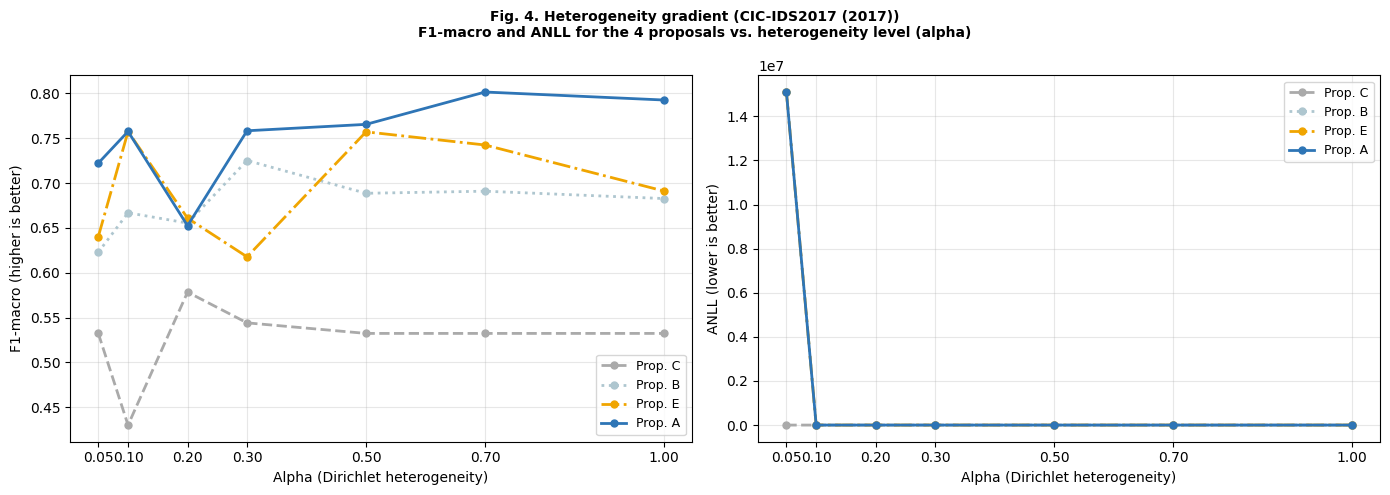 Fig. 4. Heterogeneity gradient (CIC-IDS2017 (2017))
F1-macro and ANLL for the 4 proposals vs. heterogeneity level (alpha)
F1-macro (higher is better)
0.80
0.75
0.70
0.65
0.60
0.55
0.50
0.45
0.05
0.10
0.20
0.30
0.50
0.70
1.00
Alpha (Dirichlet heterogeneity)
Prop. C
Prop. B
Prop. E
Prop. A
1e7
ANLL (lower is better)
1.4
1.2
1.0
0.8
0.6
0.4
0.2
0.0
0.05
0.10
0.20
0.30
0.50
0.70
1.00
Alpha (Dirichlet heterogeneity)
Prop. C
Prop. B
Prop. E
Prop. A